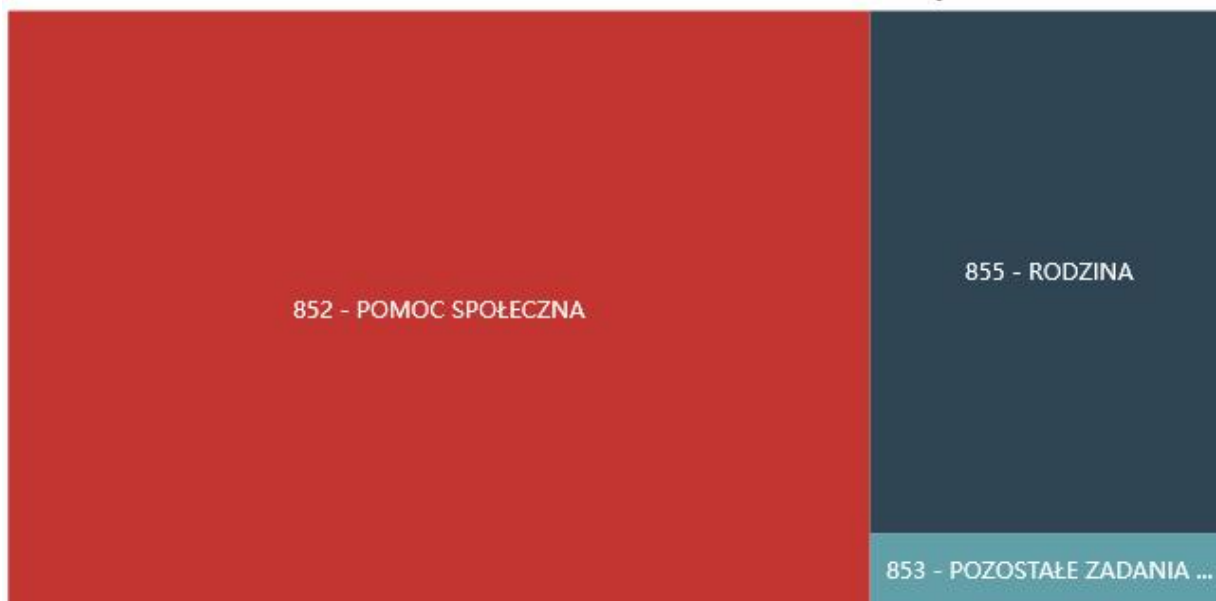 852 - POMOC SPOŁECZNA
855 - RODZINA
853 - POZOSTAŁE ZADANIA ...